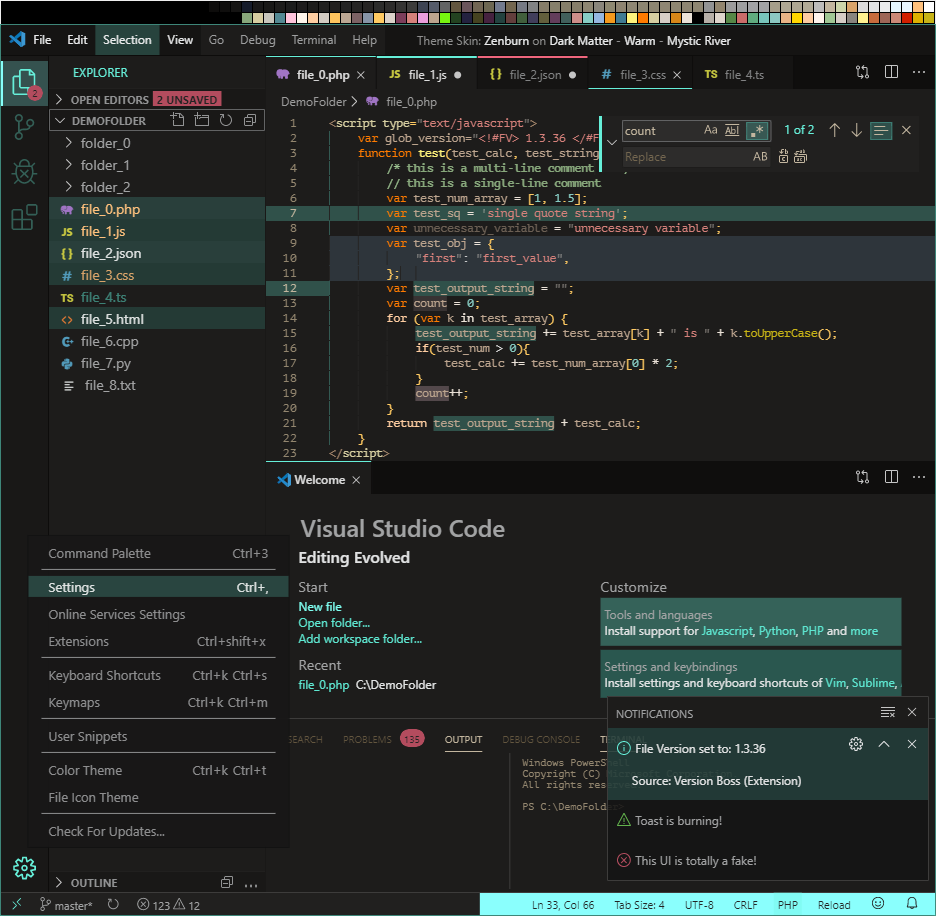 File Edit Selection View Go Debug Terminal Help Theme Skin: Zenburn on Dark Matter - Warm - Mystic River
2
EXPLORER
OPEN EDITORS 2 UNSAVED
DEMOFOLDER
folder_0
folder_1
folder_2
file_0.php
JS file_1.js
{} file_2.json
# file_3.css
TS file_4.ts
<> file_5.html
file_6.cpp
file_7.py
file_8.txt
file_0.php JS file_1.js {} file_2.json # file_3.css TS file_4.ts
DemoFolder > file_0.php
count Aa Abl .* 1 of 2
Replace AB
1 <script type="text/javascript">
2 var glob_version="<!#FV> 1.3.36 </#F
3 function test(test_calc, test_string
4 /* this is a multi-line comment
5 // this is a single-line comment
6 var test_num_array = [1, 1.5];
7 var test_sq = 'single quote string';
8 var unnecessary_variable = "unnecessary variable";
9 var test_obj = {
10 "first": "first_value",
11 };
12 var test_output_string = "";
13 var count = 0;
14 for (var k in test_array) {
15 test_output_string += test_array[k] + " is " + k.toUpperCase();
16 if(test_num > 0){
17 test_calc += test_num_array[0] * 2;
18 }
19 count++;
20 }
21 return test_output_string + test_calc;
22 }
23 </script>
Welcome
Visual Studio Code
Editing Evolved
Start
New file
Open folder...
Add workspace folder...
Recent
file_0.php C:\DemoFolder
Customize
Tools and languages
Install support for Javascript, Python, PHP and more
Settings and keybindings
Install settings and keyboard shortcuts of Vim, Sublime,
Command Palette Ctrl+3
Settings Ctrl+,
Online Services Settings
Extensions Ctrl+shift+x
Keyboard Shortcuts Ctrl+k Ctrl+s
Keymaps Ctrl+k Ctrl+m
User Snippets
Color Theme Ctrl+k Ctrl+t
File Icon Theme
Check For Updates...
SEARCH PROBLEMS 135 OUTPUT DEBUG CONSOLE
Windows
Copyright (C)
All rights
PS C:\DemoFolder>
NOTIFICATIONS
File Version set to: 1.3.36
Source: Version Boss (Extension)
Toast is burning!
This UI is totally a fake!
OUTLINE
master* 123 12 Ln 33, Col 66 Tab Size: 4 UTF-8 CRLF PHP Reload